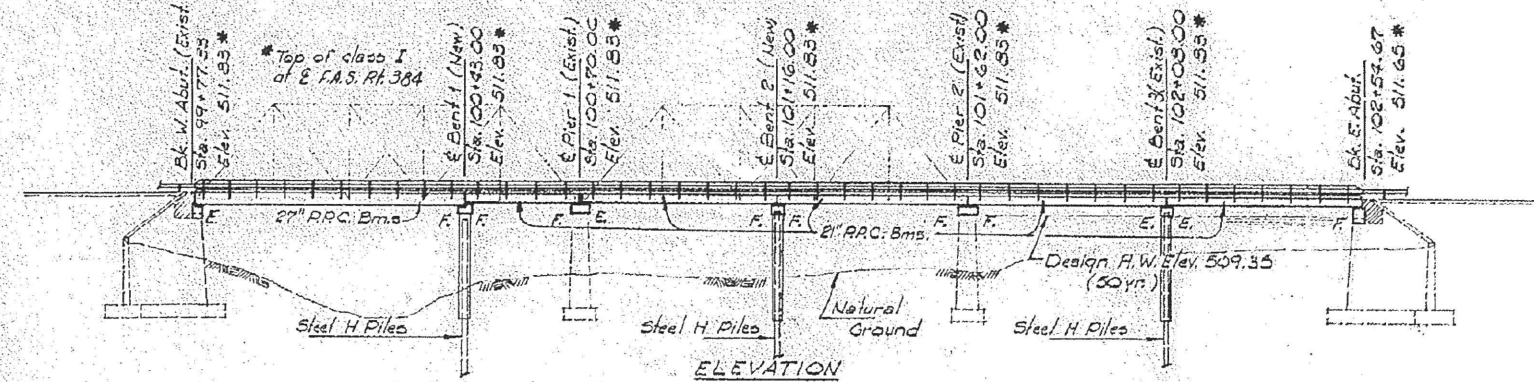 Bk. W. Abut. (Exist.)
Sta. 99+77.33
Elev. 511.83*
* Top of class I
at ℄ F.A.S. Rt. 384
℄ Bent 1 (New)
Sta. 100+43.00
Elev. 511.83*
℄ Pier 1 (Exist.)
Sta. 100+70.00
Elev. 511.83*
℄ Bent 2 (New)
Sta. 101+16.00
Elev. 511.83*
℄ Pier 2 (Exist)
Sta. 101+62.00
Elev. 511.83*
℄ Bent 3 (Exist.)
Sta. 102+08.00
Elev. 511.83*
Bk. E. Abut.
Sta. 102+54.67
Elev. 511.65*
E. 27" P.P.C. Bms. F. F. F. E. F. F. 21" P.P.C. Bms. F. F. E. E. F.
Design H.W. Elev. 509.35
(50 yr.)
Natural
Ground
Steel H Piles
Steel H Piles
Steel H Piles
ELEVATION